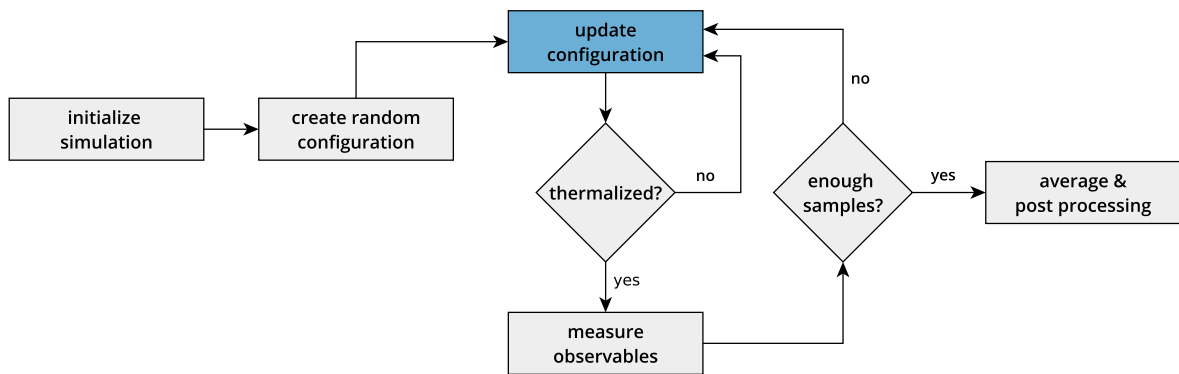 initialize
simulation
create random
configuration
update
configuration
thermalized?
no
yes
measure
observables
enough
samples?
no
yes
average &
post processing